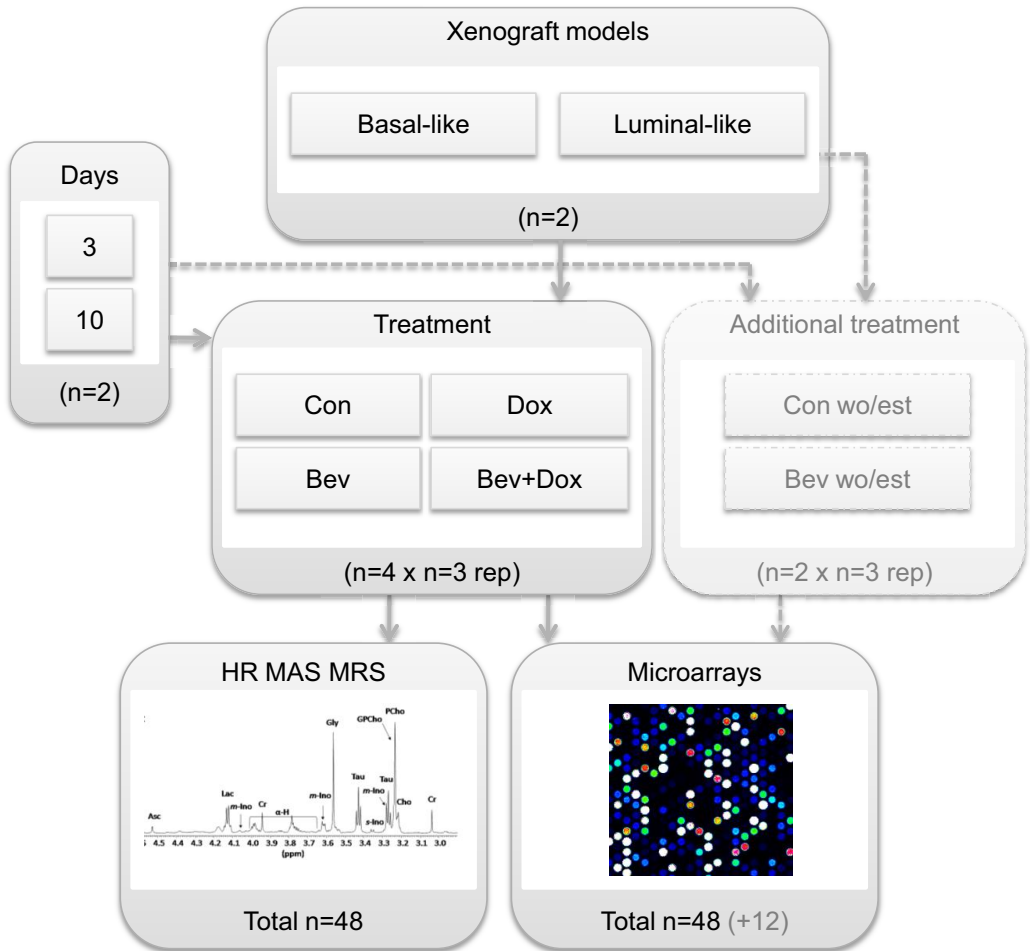 Xenograft models
Basal-like
Luminal-like
(n=2)
Days
3
10
(n=2)
Treatment
Con
Dox
Bev
Bev+Dox
(n=4 x n=3 rep)
Additional treatment
Con wo/est
Bev wo/est
(n=2 x n=3 rep)
HR MAS MRS
PCho
Gly
GPCho
Tau
Tau
Lac
m-Ino
m-Ino
m-Ino
Cr
α-H
Cho
Cr
s-Ino
Asc
4.5 4.4 4.3 4.2 4.1 4.0 3.9 3.8 3.7 3.6 3.5 3.4 3.3 3.2 3.1 3.0
(ppm)
Total n=48
Microarrays
Total n=48 (+12)